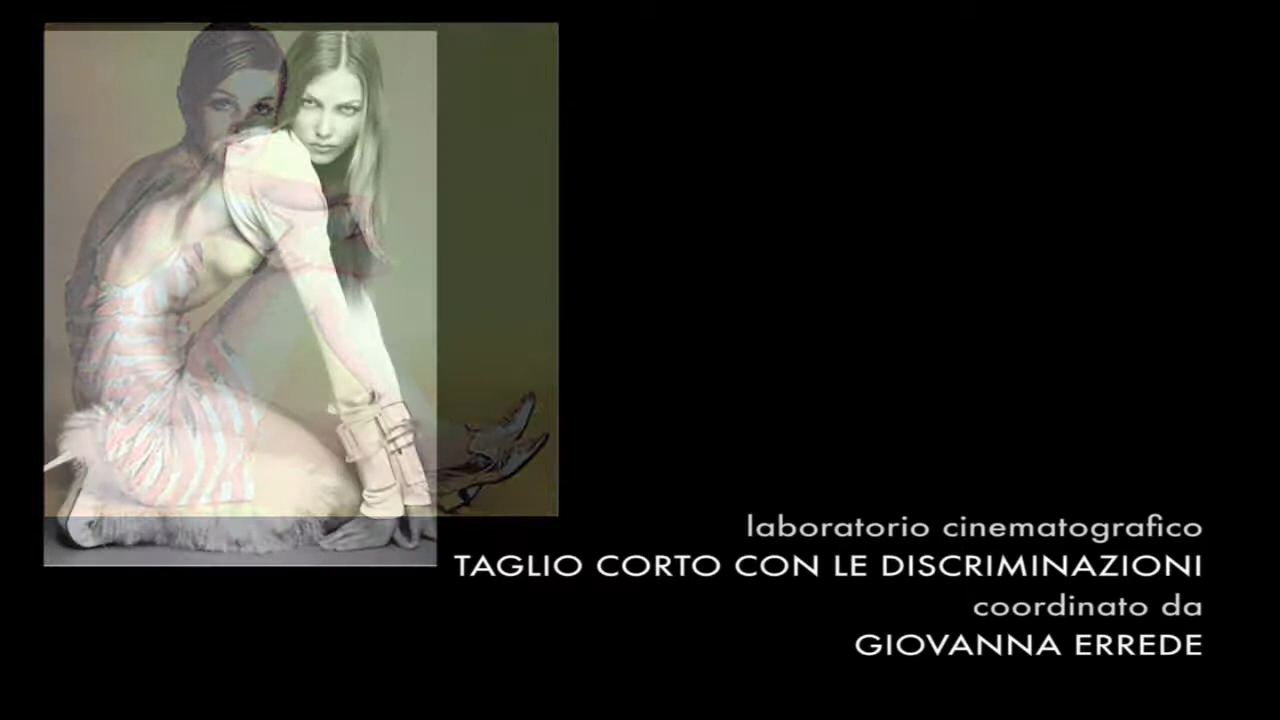 laboratorio cinematografico
TAGLIO CORTO CON LE DISCRIMINAZIONI
coordinato da
GIOVANNA ERREDE